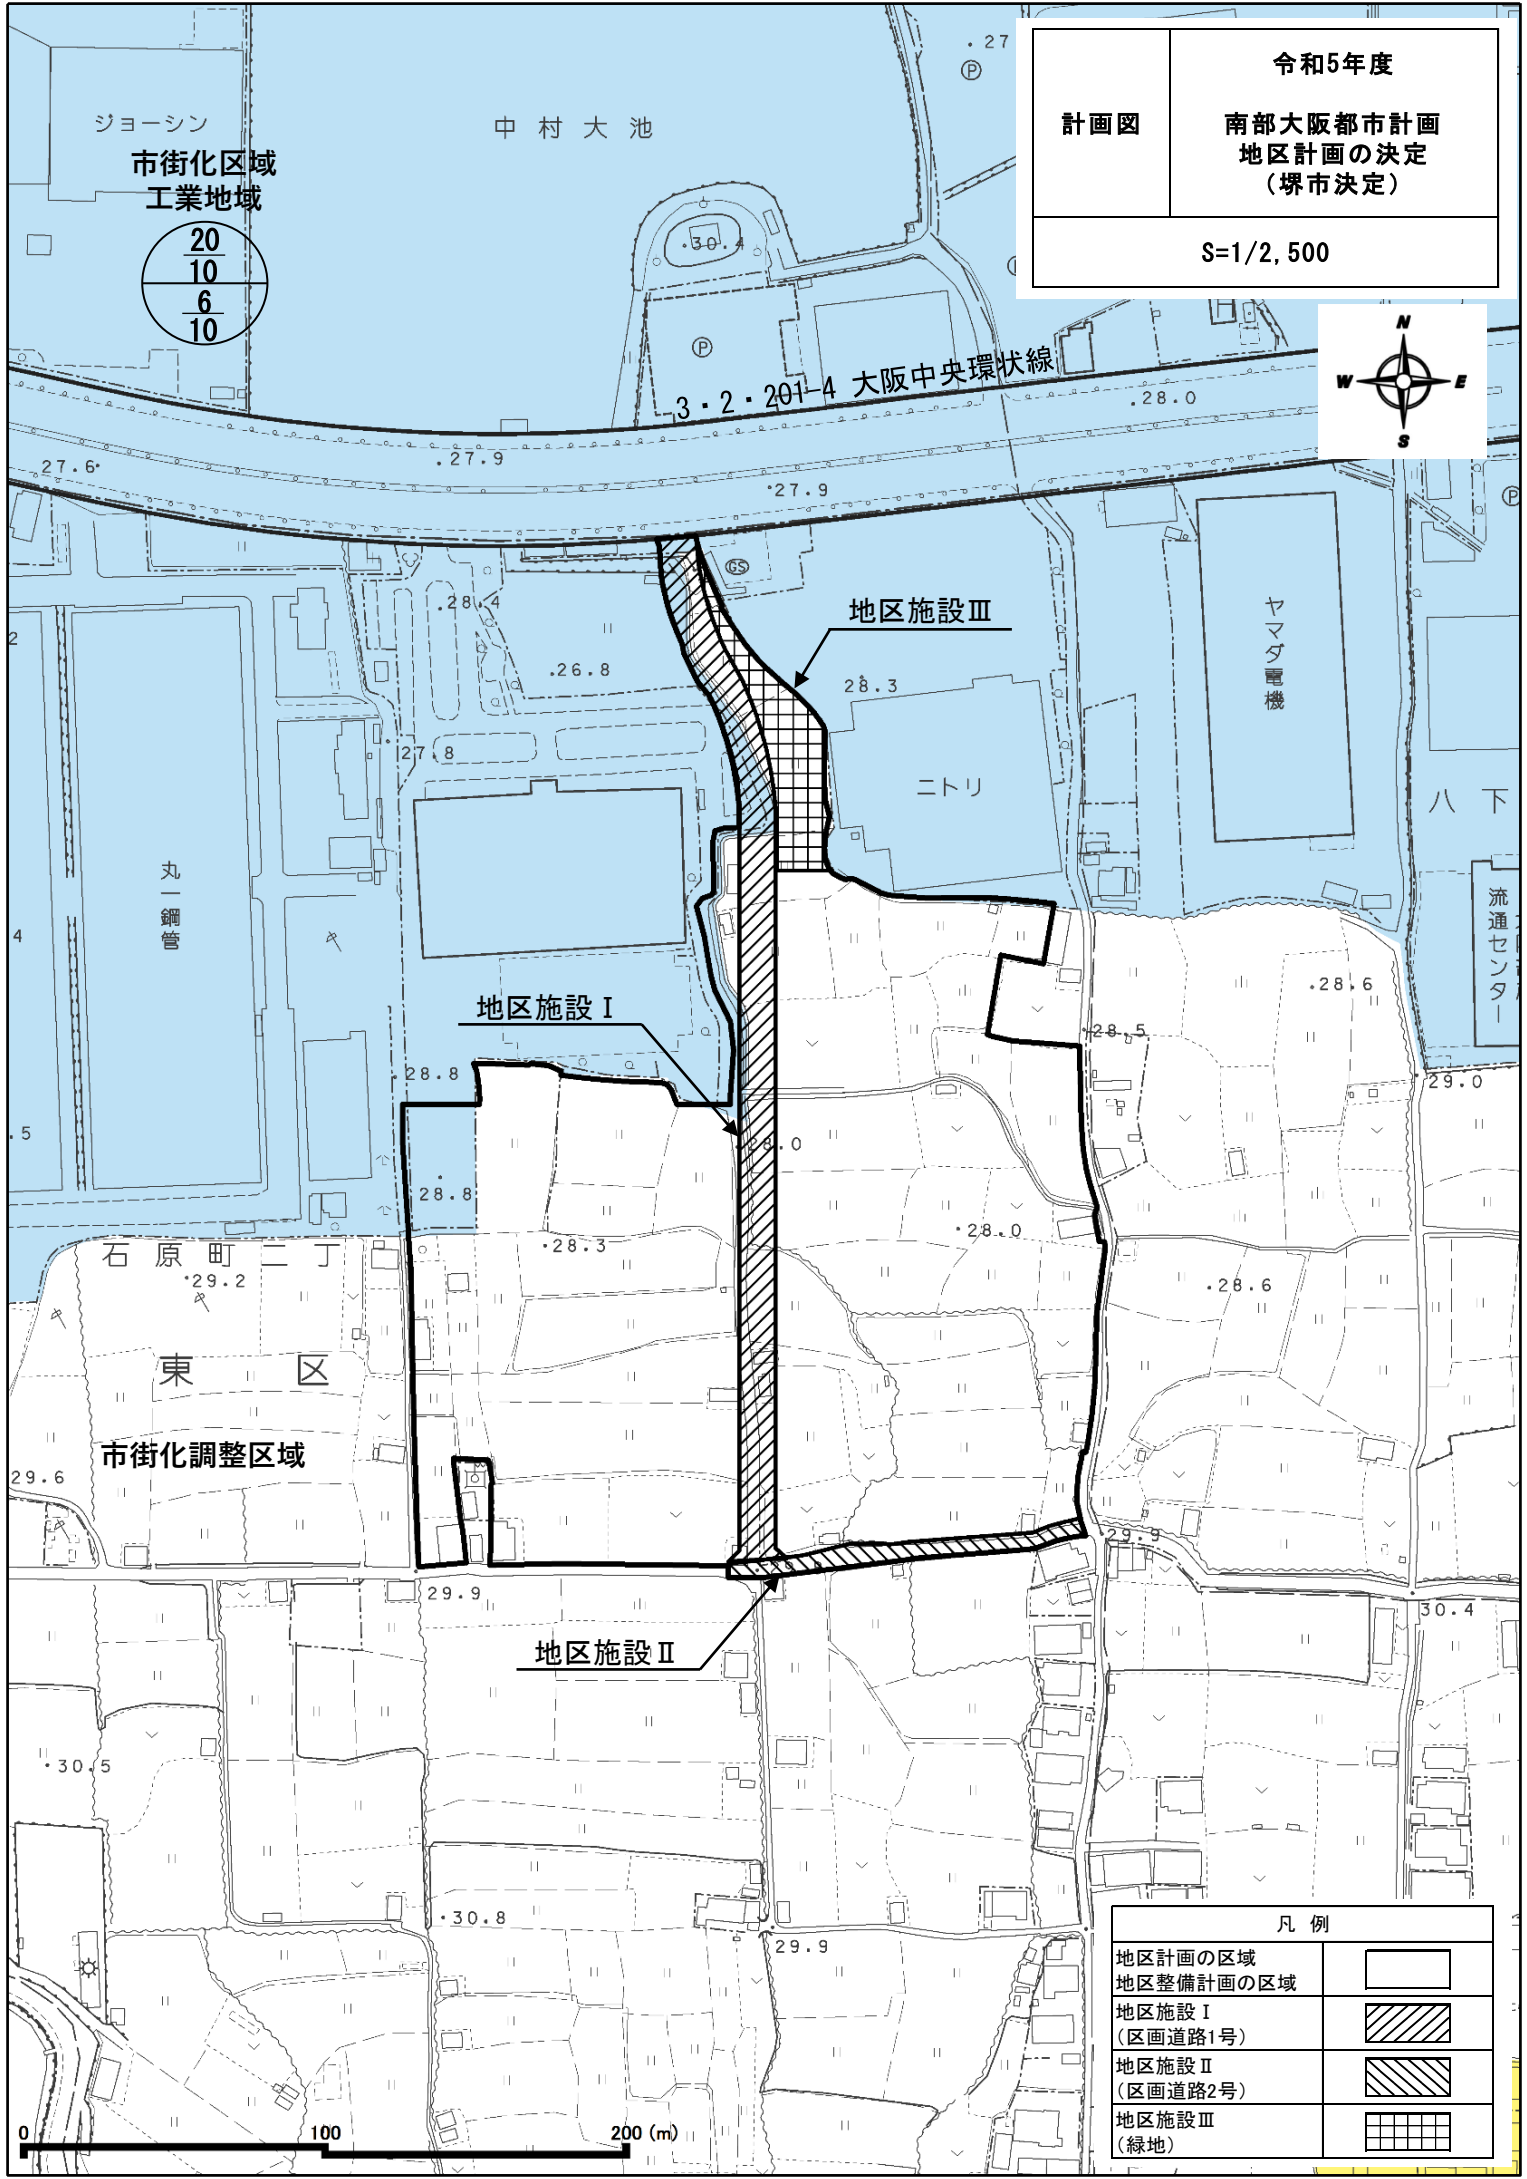 計画図
令和5年度
南部大阪都市計画
地区計画の決定
(堺市決定)
S=1/2,500
N
W
E
S
ジョーシン
中村大池
市街化区域
工業地域
20
10
6
10
27
P
30.4
P
3・2・201-4 大阪中央環状線
28.0
27.6
27.9
27.9
P
GS
28.4
26.8
地区施設Ⅲ
28.3
ヤマダ電機
2
27.8
ニトリ
八下
丸一鋼管
4
流通センター
28.6
地区施設Ⅰ
28.5
28.8
29.0
.5
28.0
28.8
28.3
28.0
石原町二丁
29.2
28.6
東区
市街化調整区域
29.6
29.9
29.9
30.4
地区施設Ⅱ
30.5
30.8
29.9
凡例
地区計画の区域
地区整備計画の区域
地区施設Ⅰ
(区画道路1号)
地区施設Ⅱ
(区画道路2号)
地区施設Ⅲ
(緑地)
0 100 200(m)